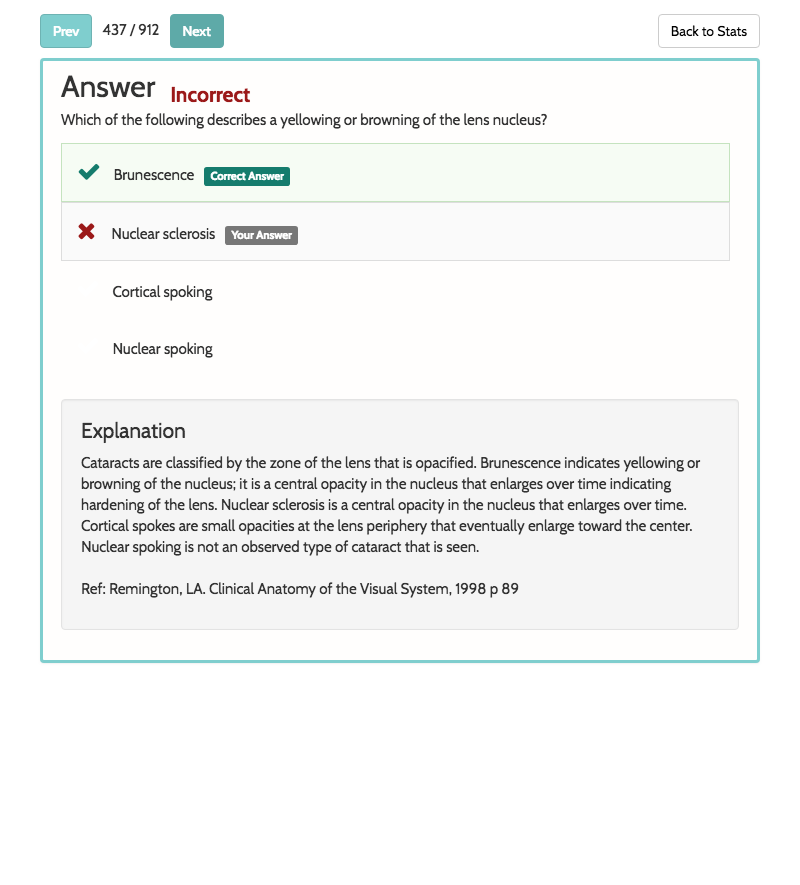 Prev 437 / 912 Next Back to Stats
Answer Incorrect
Which of the following describes a yellowing or browning of the lens nucleus?
Brunescence Correct Answer
Nuclear sclerosis Your Answer
Cortical spoking
Nuclear spoking
Explanation
Cataracts are classified by the zone of the lens that is opacified. Brunescence indicates yellowing or
browning of the nucleus; it is a central opacity in the nucleus that enlarges over time indicating
hardening of the lens. Nuclear sclerosis is a central opacity in the nucleus that enlarges over time.
Cortical spokes are small opacities at the lens periphery that eventually enlarge toward the center.
Nuclear spoking is not an observed type of cataract that is seen.
Ref: Remington, LA. Clinical Anatomy of the Visual System, 1998 p 89